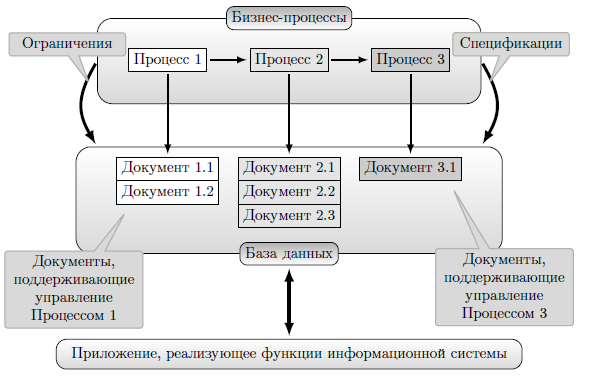 Бизнес-процессы
Ограничения
Спецификации
Процесс 1
Процесс 2
Процесс 3
Документ 1.1
Документ 2.1
Документ 3.1
Документ 1.2
Документ 2.2
Документ 2.3
База данных
Документы,
поддерживающие
управление
Процессом 1
Документы,
поддерживающие
управление
Процессом 3
Приложение, реализующее функции информационной системы